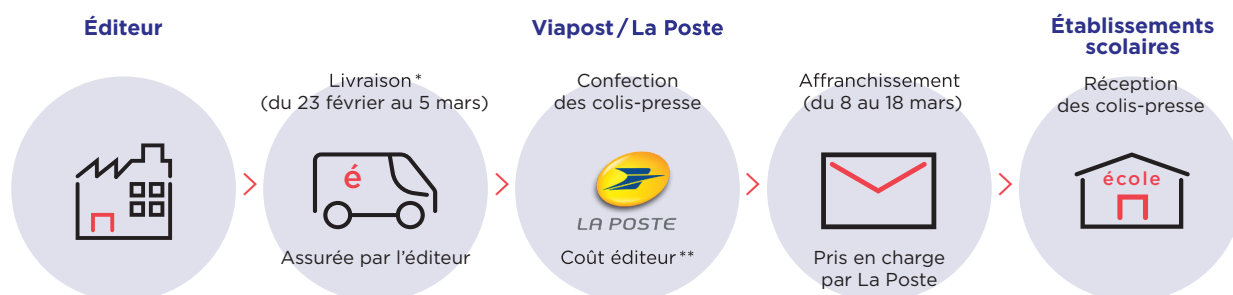 Éditeur
Livraison *
(du 23 février au 5 mars)
é
Assurée par l’éditeur
Viapost / La Poste
Confection
des colis-presse
LA POSTE
Coût éditeur **
Affranchissement
(du 8 au 18 mars)
Pris en charge
par La Poste
Établissements
scolaires
Réception
des colis-presse
école